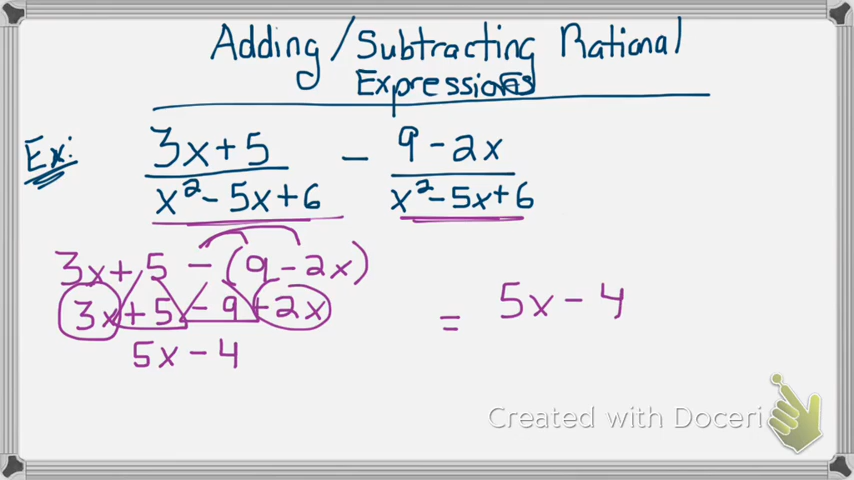 Adding/Subtracting Rational
Expressions
Ex: 3x+5 - 9-2x
x²-5x+6 x²-5x+6
3x+5 -(9-2x)
3x+5 -9+2x
5x-4
= 5x-4
Created with Doceri